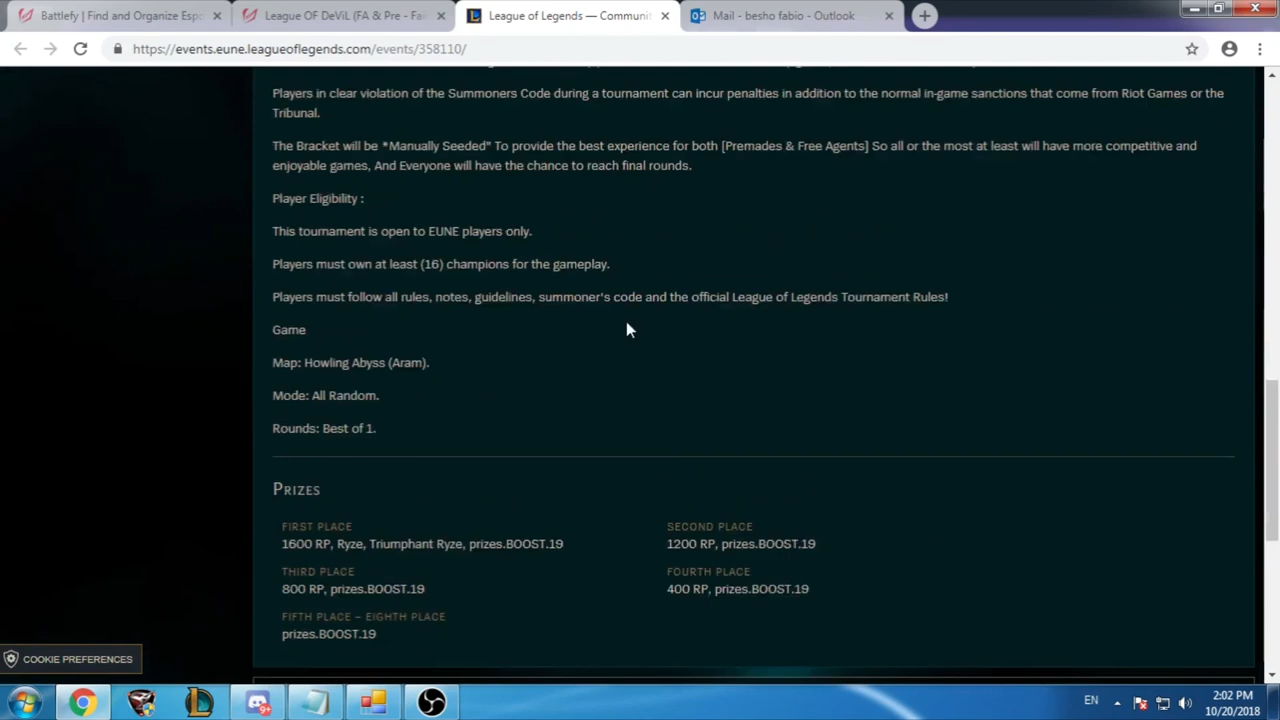 Battlefy | Find and Organize Espo
League OF DeViL (FA & Pre - Fai
League of Legends — Communit
Mail - besho fabio - Outlook
https://events.eune.leagueoflegends.com/events/358110/
Players in clear violation of the Summoners Code during a tournament can incur penalties in addition to the normal in-game sanctions that come from Riot Games or the
Tribunal.
The Bracket will be *Manually Seeded" To provide the best experience for both [Premades & Free Agents] So all or the most at least will have more competitive and
enjoyable games, And Everyone will have the chance to reach final rounds.
Player Eligibility :
This tournament is open to EUNE players only.
Players must own at least (16) champions for the gameplay.
Players must follow all rules, notes, guidelines, summoner's code and the official League of Legends Tournament Rules!
Game
Map: Howling Abyss (Aram).
Mode: All Random.
Rounds: Best of 1.
PRIZES
FIRST PLACE
1600 RP, Ryze, Triumphant Ryze, prizes.BOOST.19
SECOND PLACE
1200 RP, prizes.BOOST.19
THIRD PLACE
800 RP, prizes.BOOST.19
FOURTH PLACE
400 RP, prizes.BOOST.19
FIFTH PLACE – EIGHTH PLACE
prizes.BOOST.19
COOKIE PREFERENCES
EN
2:02 PM
10/20/2018